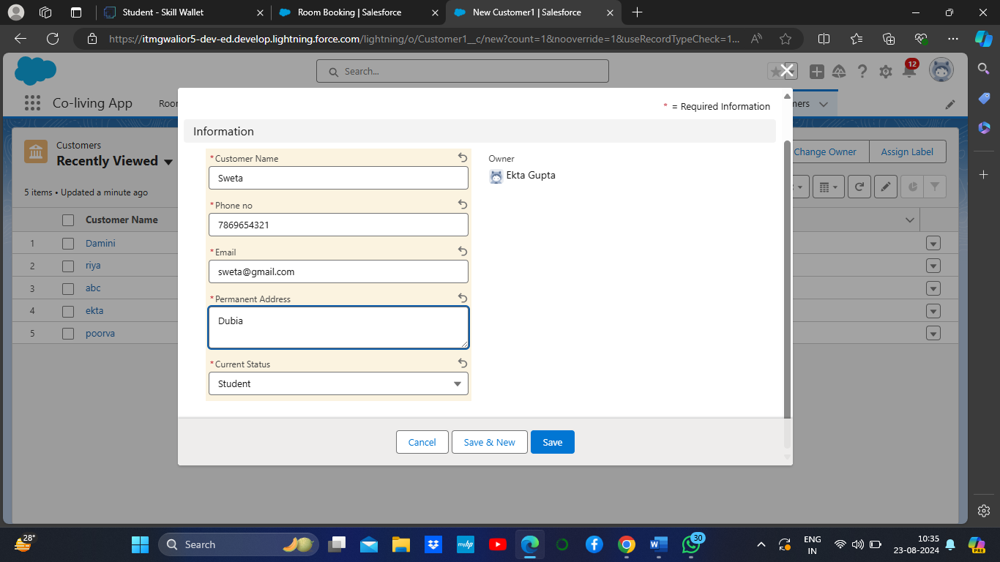 Student - Skill Wallet
Room Booking | Salesforce
New Customer1 | Salesforce
https://itmgwalior5-dev-ed.develop.lightning.force.com/lightning/o/Customer1__c/new?count=1&nooverride=1&useRecordTypeCheck=1...
Search...
12
Co-living App
Roor
mers
* = Required Information
Information
Customers
Recently Viewed
Change Owner
Assign Label
5 items • Updated a minute ago
*Customer Name
Sweta
Owner
Ekta Gupta
*Phone no
7869654321
*Email
sweta@gmail.com
*Permanent Address
Dubia
*Current Status
Student
Customer Name
1 Damini
2 riya
3 abc
4 ekta
5 poorva
Cancel
Save & New
Save
28°
Search
myhp
W
30
ENG
IN
10:35
23-08-2024
PRE